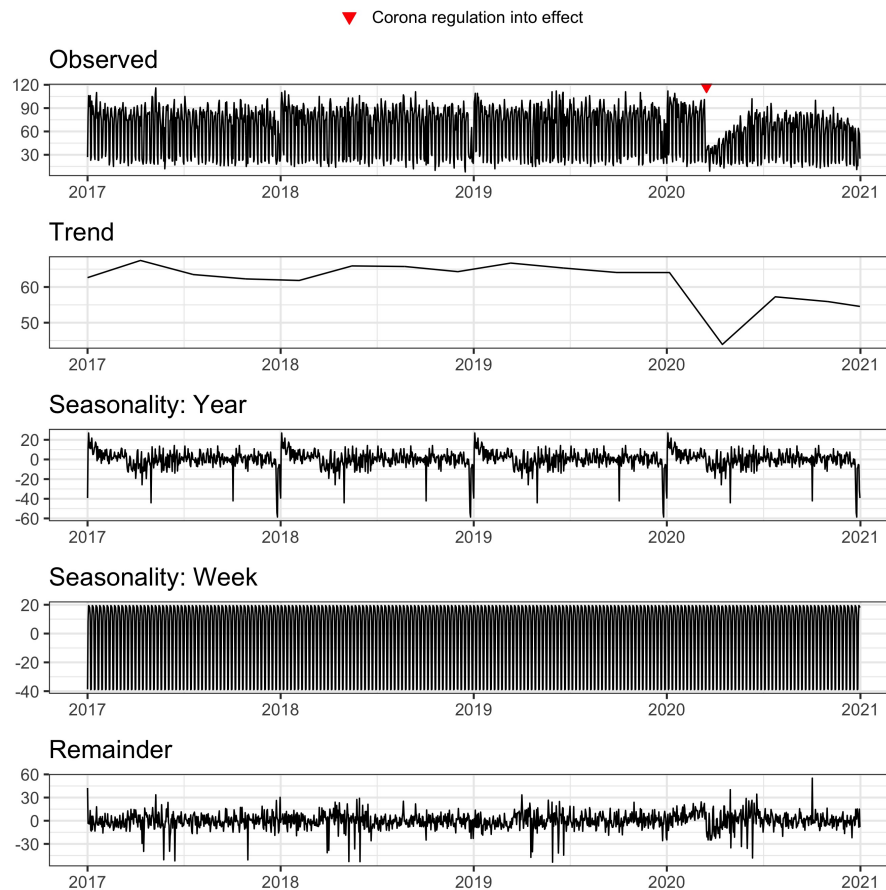 Corona regulation into effect
Observed
120
90
60
30
2017 2018 2019 2020 2021
Trend
60
50
2017 2018 2019 2020 2021
Seasonality: Year
20
0
-20
-40
-60
2017 2018 2019 2020 2021
Seasonality: Week
20
0
-20
-40
2017 2018 2019 2020 2021
Remainder
60
30
0
-30
2017 2018 2019 2020 2021